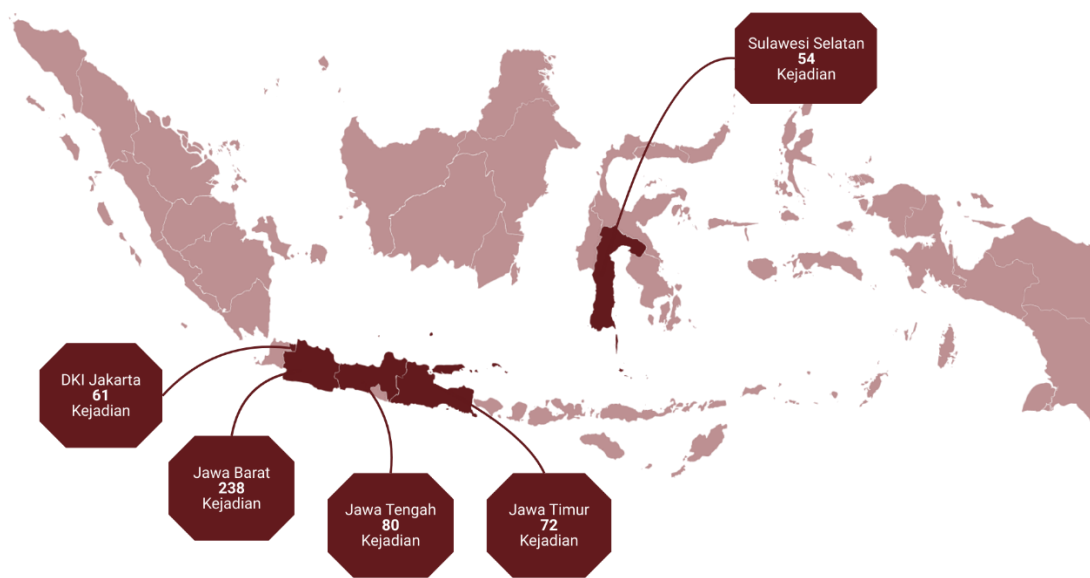 Sulawesi Selatan
54
Kejadian
DKI Jakarta
61
Kejadian
Jawa Barat
238
Kejadian
Jawa Tengah
80
Kejadian
Jawa Timur
72
Kejadian